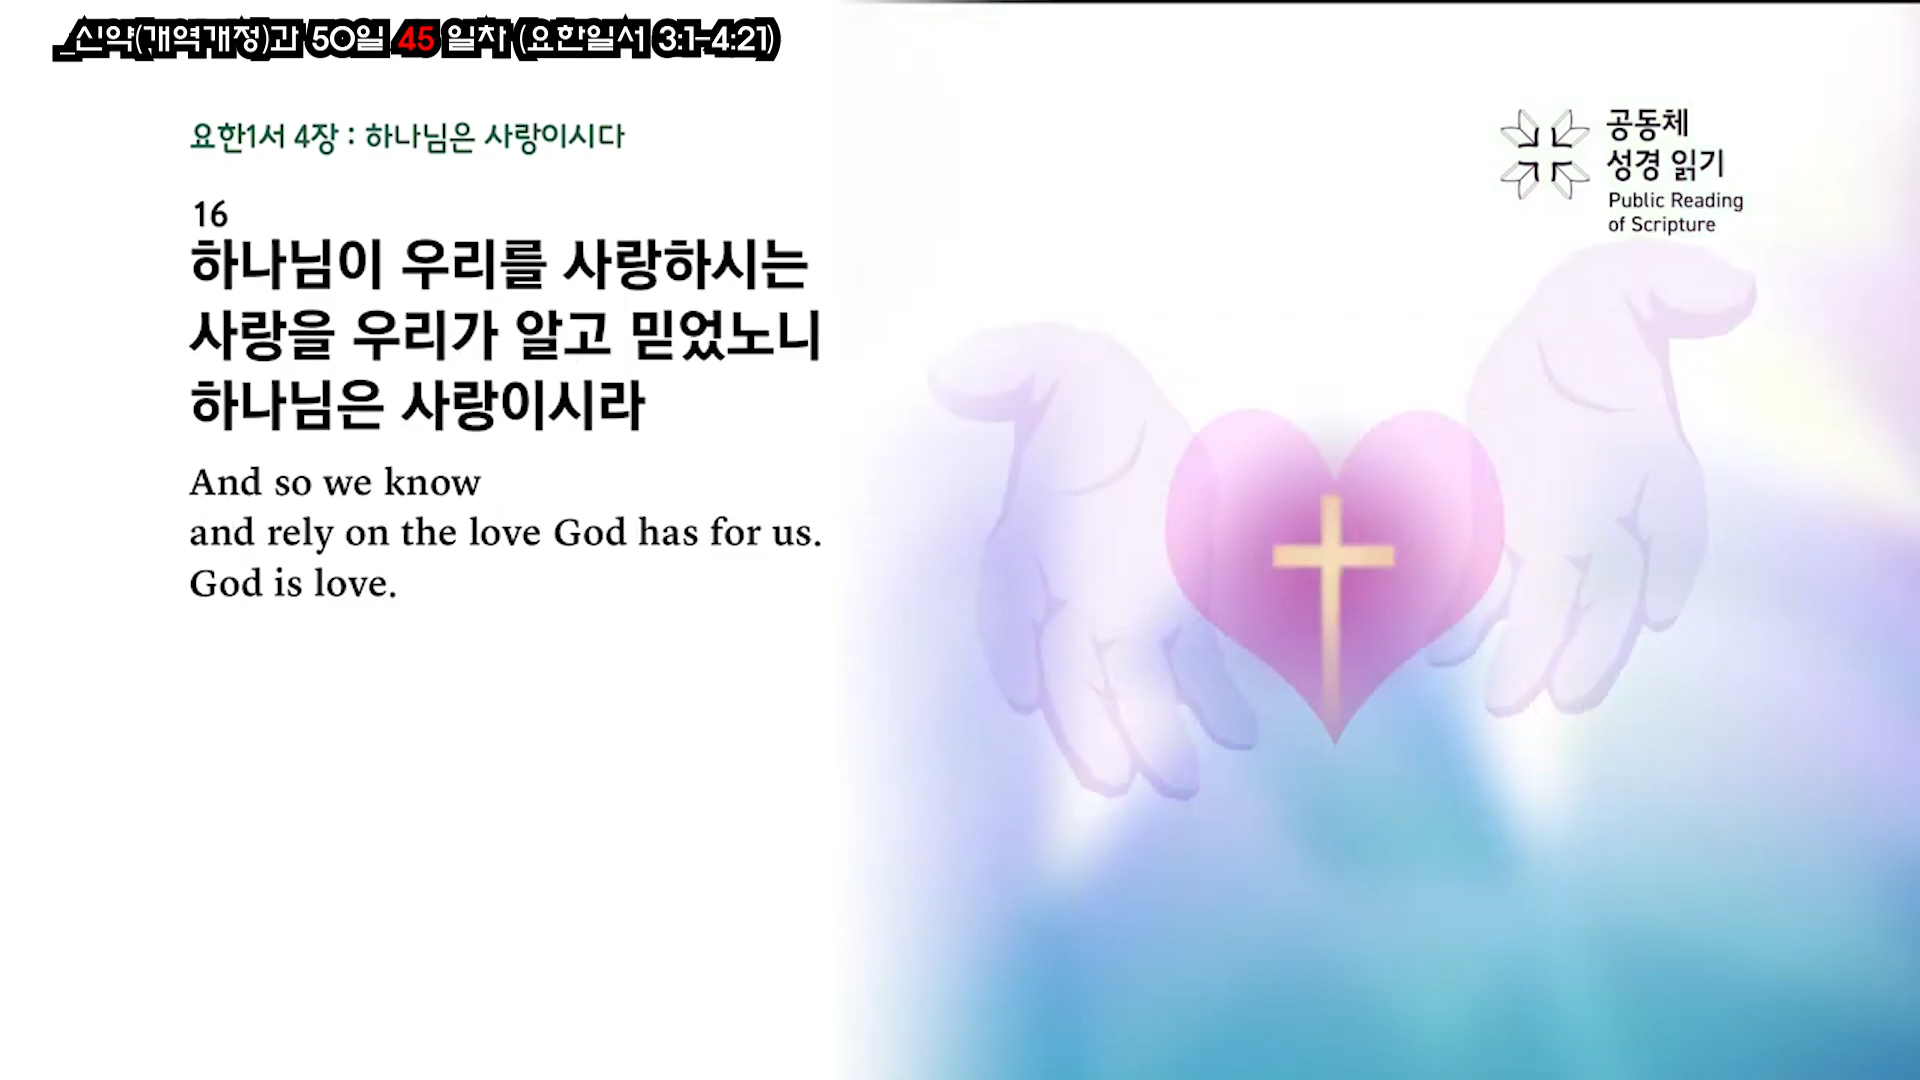 _신약(개역개정)과 50일 45 일차 (요한일서 3:1-4:21)
요한1서 4장 : 하나님은 사랑이시다
16
하나님이 우리를 사랑하시는
사랑을 우리가 알고 믿었노니
하나님은 사랑이시라
And so we know
and rely on the love God has for us.
God is love.
공동체
성경 읽기
Public Reading
of Scripture